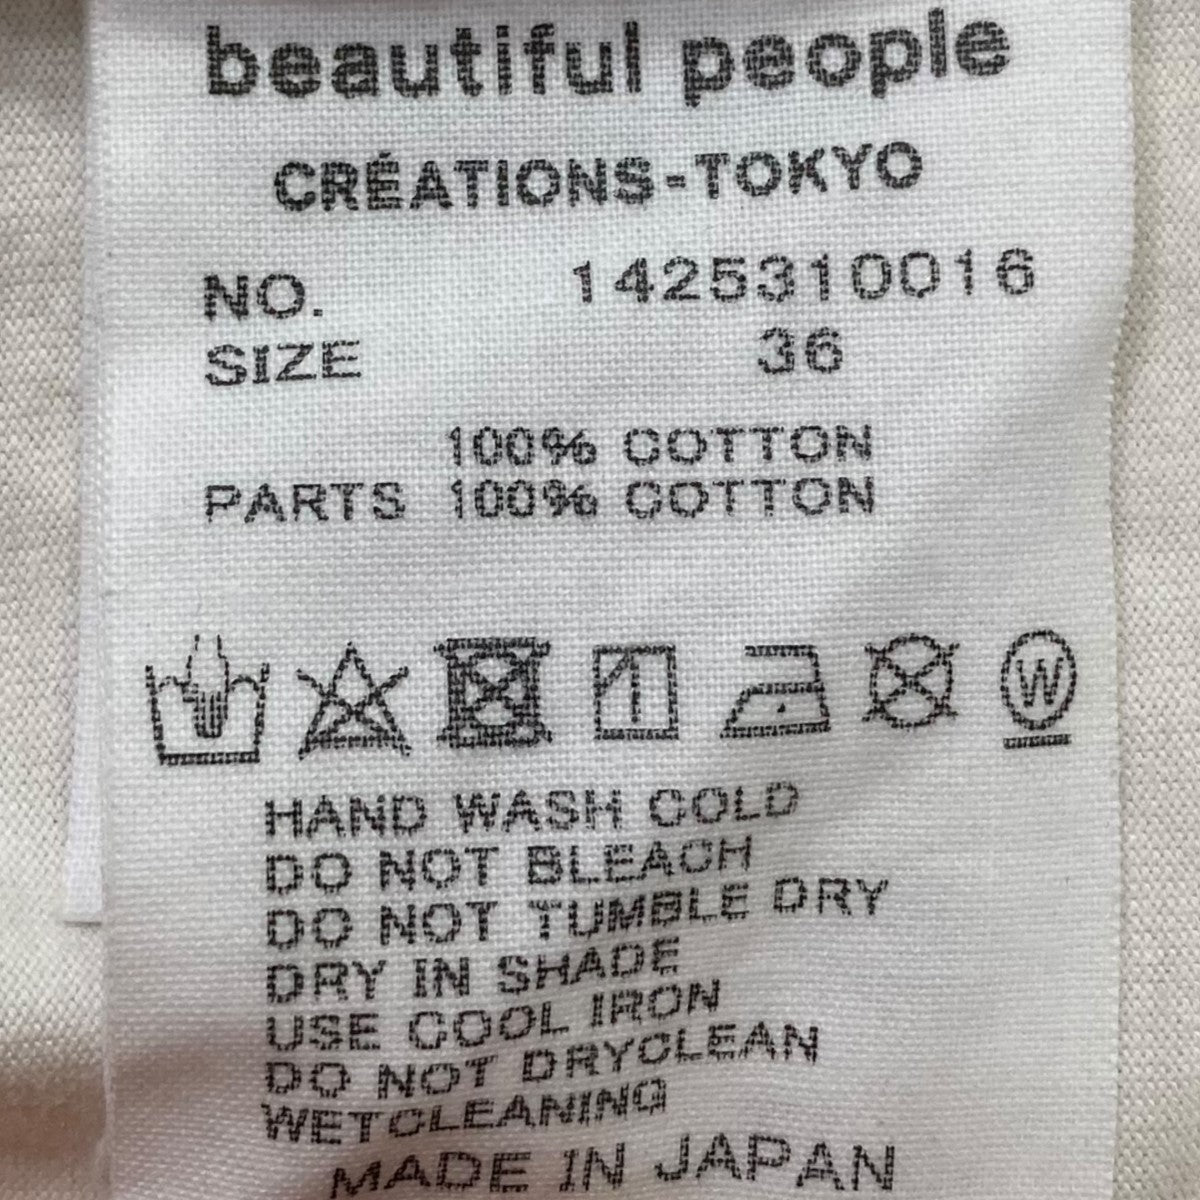 beautiful people
CRÉATIONS-TOKYO
NO. 1425310016
SIZE 36
100% COTTON
PARTS 100% COTTON
W
HAND WASH COLD
DO NOT BLEACH
DO NOT TUMBLE DRY
DRY IN SHADE
USE COOL IRON
DO NOT DRYCLEAN
WETCLEANING
MADE IN JAPAN